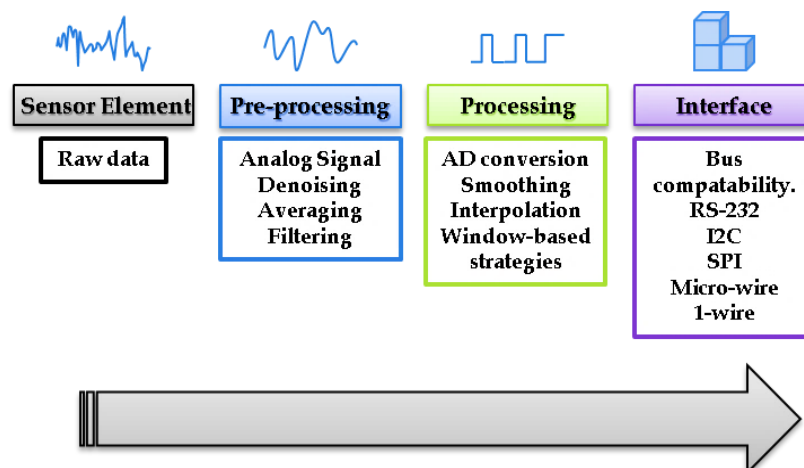 Sensor Element
Raw data
Pre-processing
Analog Signal
Denoising
Averaging
Filtering
Processing
AD conversion
Smoothing
Interpolation
Window-based
strategies
Interface
Bus
compatability.
RS-232
I2C
SPI
Micro-wire
1-wire